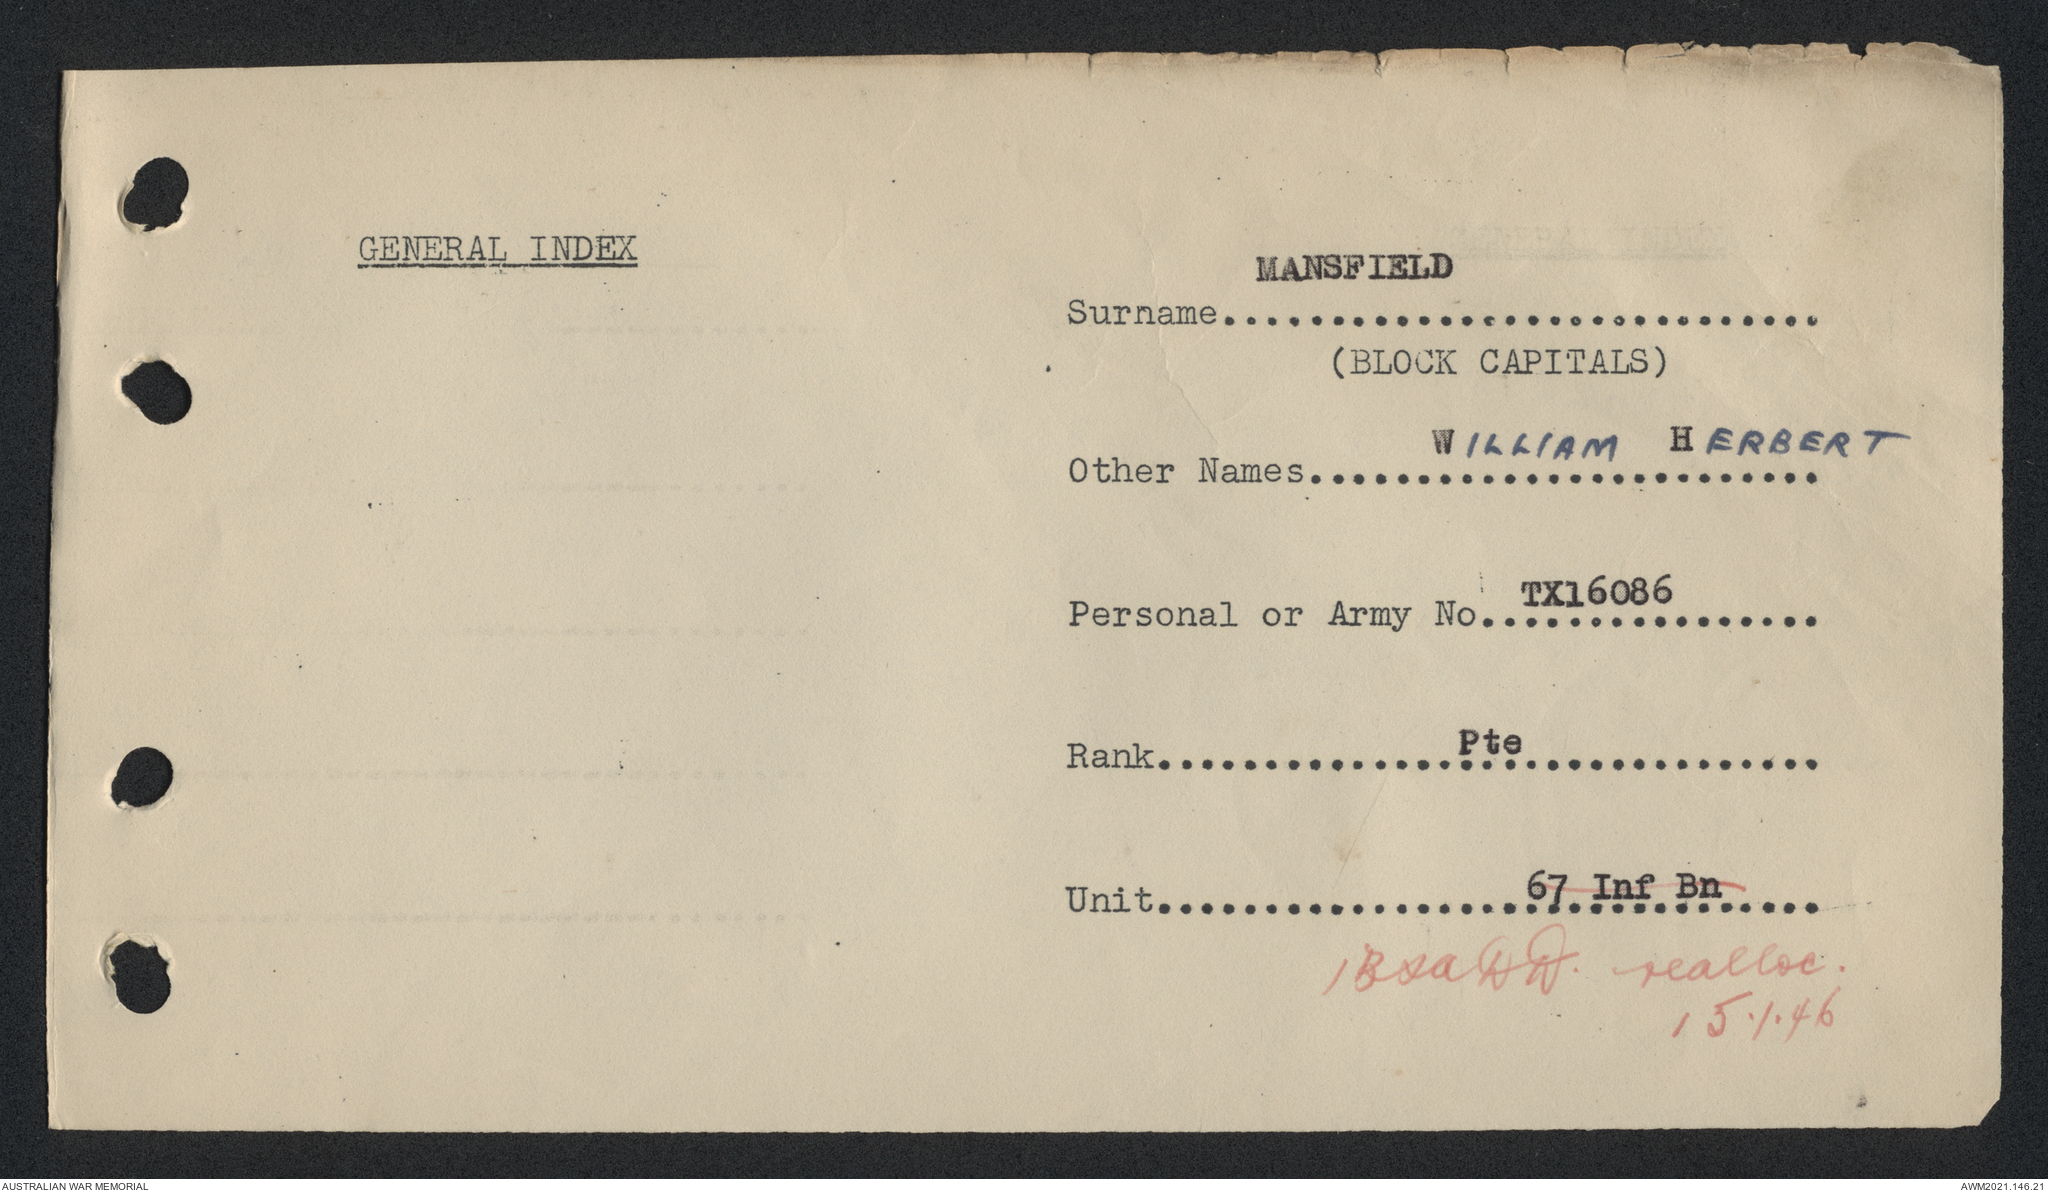 GENERAL INDEX
MANSFIELD
Surname..............................
(BLOCK CAPITALS)
WILLIAM HERBERT
Other Names........................
TX16086
Personal or Army No................
Pte
Rank...............................
67 Inf Bn
Unit...............................
realloc.
15.1.46
AUSTRALIAN WAR MEMORIAL
AWM2021.146.21